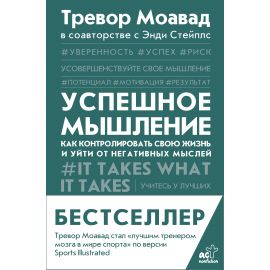 Тревор Моавад
в соавторстве с Энди Стейплс
#УВЕРЕННОСТЬ #УСПЕХ #РИСК
УСОВЕРШЕНСТВУЙТЕ СВОЕ МЫШЛЕНИЕ
#ПОТЕНЦИАЛ #МОТИВАЦИЯ #РЕЗУЛЬТАТ
УСПЕШНОЕ
МЫШЛЕНИЕ
КАК КОНТРОЛИРОВАТЬ СВОЮ ЖИЗНЬ
И УЙТИ ОТ НЕГАТИВНЫХ МЫСЛЕЙ
#IT TAKES WHAT
IT TAKES УЧИТЕСЬ У ЛУЧШИХ
БЕСТСЕЛЛЕР
Тревор Моавад стал «лучшим тренером
мозга в мире спорта» по версии
Sports Illustrated
act
nonfiction